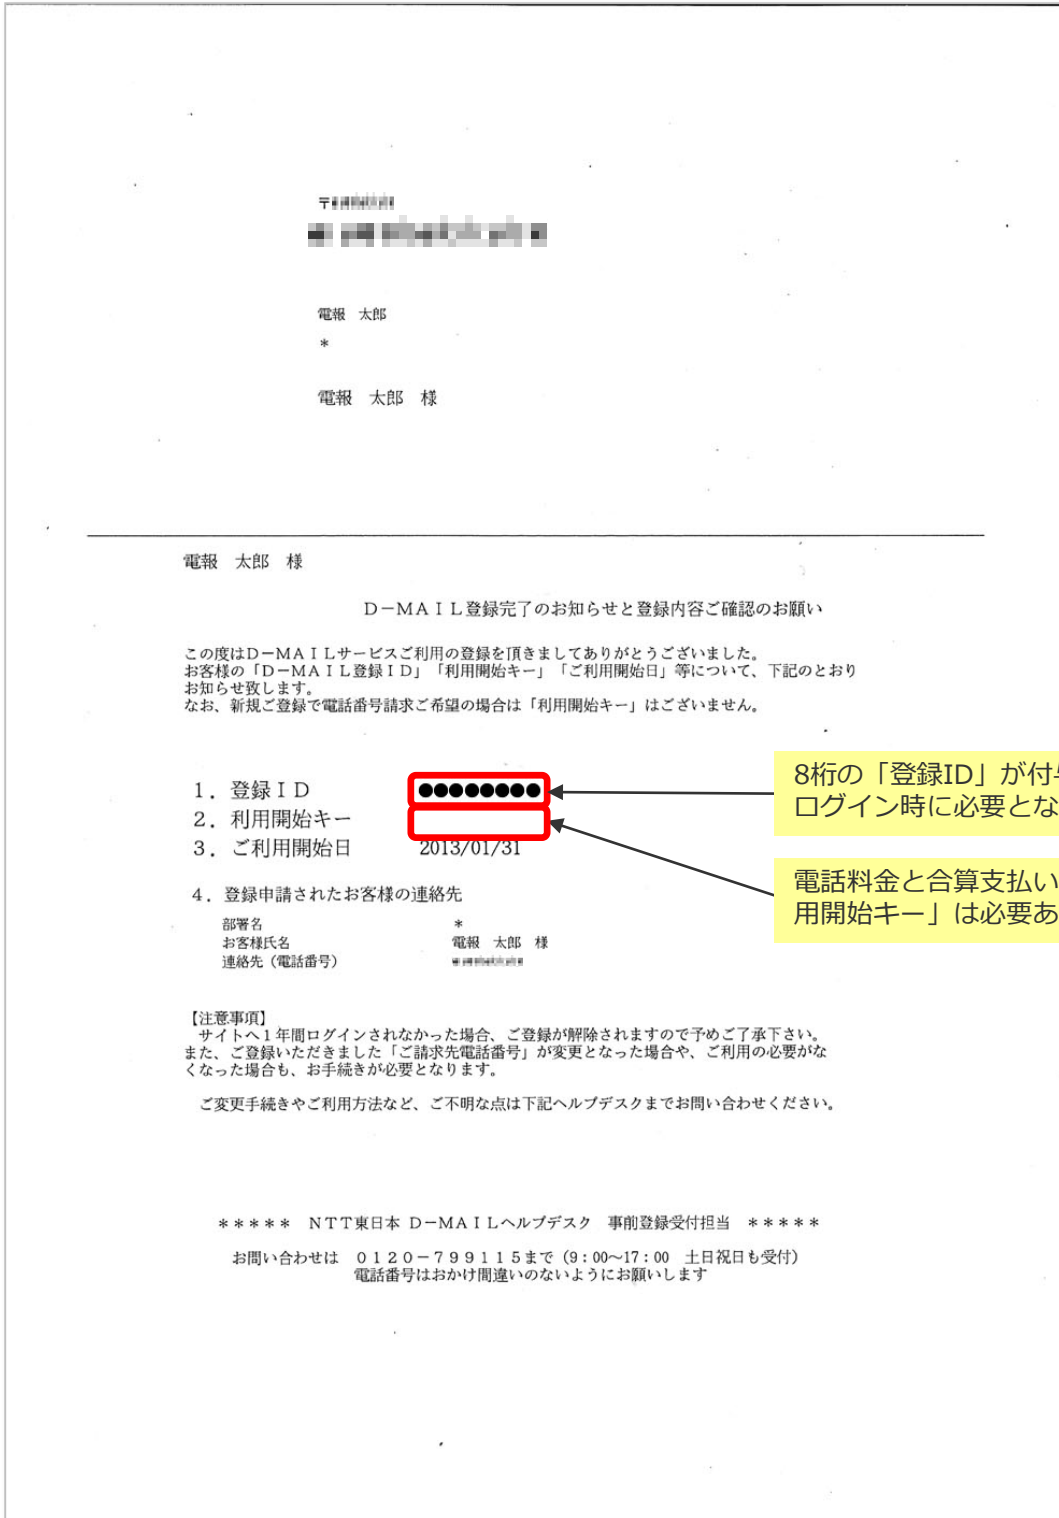 〒
電報 太郎
*
電報 太郎 様
電報 太郎 様
D-MAIL登録完了のお知らせと登録内容ご確認のお願い
この度はD-MAILサービスご利用の登録を頂きましてありがとうございました。
お客様の「D-MAIL登録ID」「利用開始キー」「ご利用開始日」等について、下記のとおり
お知らせ致します。
なお、新規ご登録で電話番号請求ご希望の場合は「利用開始キー」はございません。
1．登録ID ●●●●●●●●
2．利用開始キー
3．ご利用開始日 2013/01/31
8桁の「登録ID」が付与
ログイン時に必要とな
電話料金と合算支払い
用開始キー」は必要あ
4．登録申請されたお客様の連絡先
部署名 *
お客様氏名 電報 太郎 様
連絡先（電話番号）
【注意事項】
サイトへ1年間ログインされなかった場合、ご登録が解除されますので予めご了承下さい。
また、ご登録いただきました「ご請求先電話番号」が変更となった場合や、ご利用の必要がな
くなった場合も、お手続きが必要となります。
ご変更手続きやご利用方法など、ご不明な点は下記ヘルプデスクまでお問い合わせください。
***** NTT東日本 D-MAILヘルプデスク 事前登録受付担当 *****
お問い合わせは 0120-799115まで（9:00～17:00 土日祝日も受付）
電話番号はおかけ間違いのないようにお願いします